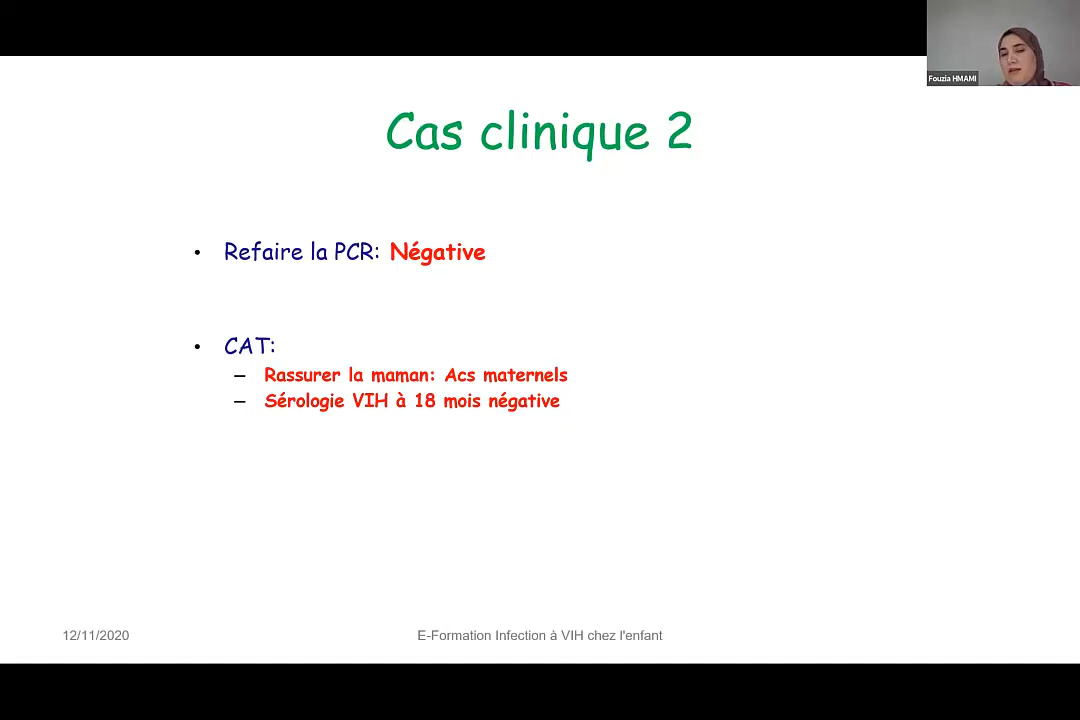 Fouzia HMAMI
Cas clinique 2
• Refaire la PCR: Négative
• CAT:
– Rassurer la maman: Acs maternels
– Sérologie VIH à 18 mois négative
12/11/2020
E-Formation Infection à VIH chez l'enfant